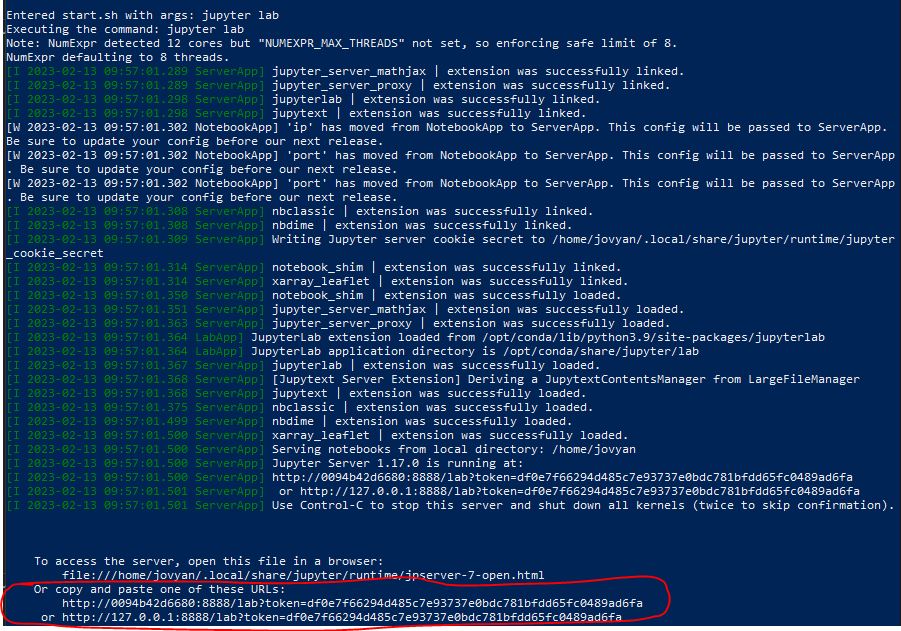 Entered start.sh with args: jupyter lab
Executing the command: jupyter lab
Note: NumExpr detected 12 cores but "NUMEXPR_MAX_THREADS" not set, so enforcing safe limit of 8.
NumExpr defaulting to 8 threads.
[I 2023-02-13 09:57:01.289 ServerApp] jupyter_server_mathjax | extension was successfully linked.
[I 2023-02-13 09:57:01.289 ServerApp] jupyter_server_proxy | extension was successfully linked.
[I 2023-02-13 09:57:01.298 ServerApp] jupyterlab | extension was successfully linked.
[I 2023-02-13 09:57:01.298 ServerApp] jupytext | extension was successfully linked.
[W 2023-02-13 09:57:01.302 NotebookApp] 'ip' has moved from NotebookApp to ServerApp. This config will be passed to ServerApp.
Be sure to update your config before our next release.
[W 2023-02-13 09:57:01.302 NotebookApp] 'port' has moved from NotebookApp to ServerApp. This config will be passed to ServerApp
. Be sure to update your config before our next release.
[W 2023-02-13 09:57:01.302 NotebookApp] 'port' has moved from NotebookApp to ServerApp. This config will be passed to ServerApp
. Be sure to update your config before our next release.
[I 2023-02-13 09:57:01.308 ServerApp] nbclassic | extension was successfully linked.
[I 2023-02-13 09:57:01.308 ServerApp] nbdime | extension was successfully linked.
[I 2023-02-13 09:57:01.309 ServerApp] Writing Jupyter server cookie secret to /home/jovyan/.local/share/jupyter/runtime/jupyter
_cookie_secret
[I 2023-02-13 09:57:01.314 ServerApp] notebook_shim | extension was successfully linked.
[I 2023-02-13 09:57:01.314 ServerApp] xarray_leaflet | extension was successfully linked.
[I 2023-02-13 09:57:01.350 ServerApp] notebook_shim | extension was successfully loaded.
[I 2023-02-13 09:57:01.351 ServerApp] jupyter_server_mathjax | extension was successfully loaded.
[I 2023-02-13 09:57:01.363 ServerApp] jupyter_server_proxy | extension was successfully loaded.
[I 2023-02-13 09:57:01.364 LabApp] JupyterLab extension loaded from /opt/conda/lib/python3.9/site-packages/jupyterlab
[I 2023-02-13 09:57:01.364 LabApp] JupyterLab application directory is /opt/conda/share/jupyter/lab
[I 2023-02-13 09:57:01.367 ServerApp] jupyterlab | extension was successfully loaded.
[I 2023-02-13 09:57:01.368 ServerApp] [Jupytext Server Extension] Deriving a JupytextContentsManager from LargeFileManager
[I 2023-02-13 09:57:01.368 ServerApp] jupytext | extension was successfully loaded.
[I 2023-02-13 09:57:01.375 ServerApp] nbclassic | extension was successfully loaded.
[I 2023-02-13 09:57:01.499 ServerApp] nbdime | extension was successfully loaded.
[I 2023-02-13 09:57:01.500 ServerApp] xarray_leaflet | extension was successfully loaded.
[I 2023-02-13 09:57:01.500 ServerApp] Serving notebooks from local directory: /home/jovyan
[I 2023-02-13 09:57:01.500 ServerApp] Jupyter Server 1.17.0 is running at:
[I 2023-02-13 09:57:01.500 ServerApp] http://0094b42d6680:8888/lab?token=df0e7f66294d485c7e93737e0bdc781bfdd65fc0489ad6fa
[I 2023-02-13 09:57:01.501 ServerApp]  or http://127.0.0.1:8888/lab?token=df0e7f66294d485c7e93737e0bdc781bfdd65fc0489ad6fa
[I 2023-02-13 09:57:01.501 ServerApp] Use Control-C to stop this server and shut down all kernels (twice to skip confirmation).
To access the server, open this file in a browser:
file:///home/jovyan/.local/share/jupyter/runtime/jpserver-7-open.html
Or copy and paste one of these URLs:
http://0094b42d6680:8888/lab?token=df0e7f66294d485c7e93737e0bdc781bfdd65fc0489ad6fa
or http://127.0.0.1:8888/lab?token=df0e7f66294d485c7e93737e0bdc781bfdd65fc0489ad6fa